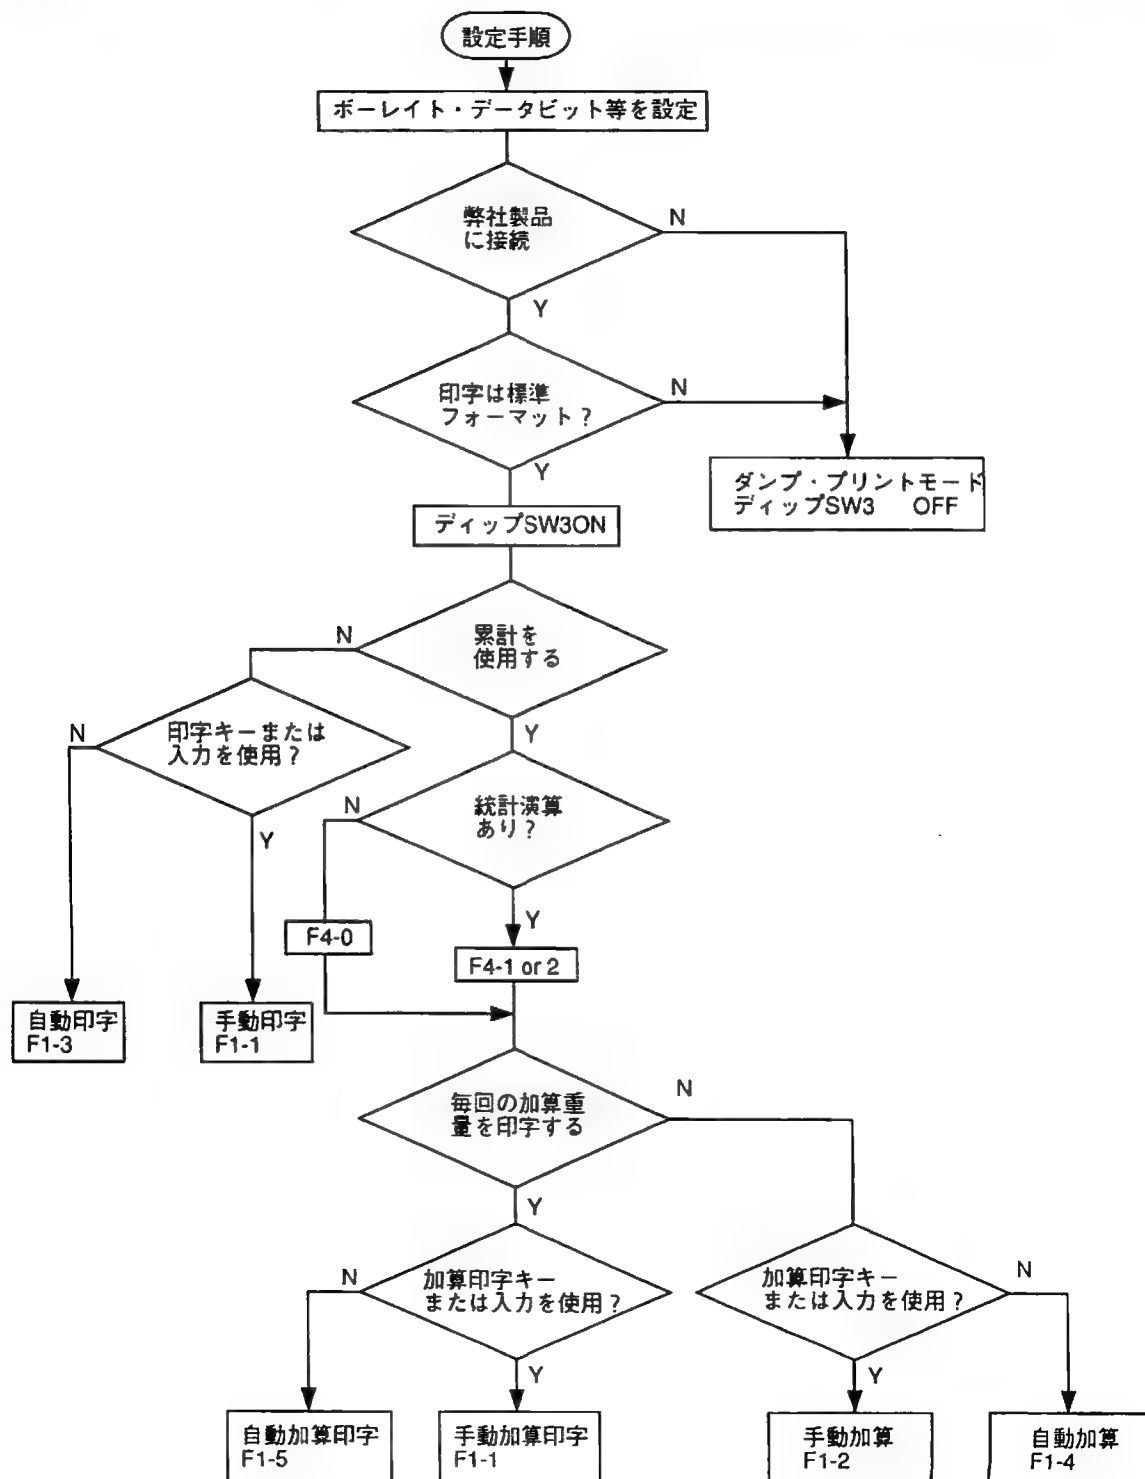 設定手順
ボーレイト・データビット等を設定
弊社製品
に接続
N
Y
印字は標準
フォーマット？
N
Y
ダンプ・プリントモード
ディップSW3 OFF
ディップSW3ON
累計を
使用する
N
Y
印字キーまたは
入力を使用？
N
Y
統計演算
あり？
N
Y
F4-0
F4-1 or 2
自動印字
F1-3
手動印字
F1-1
毎回の加算重
量を印字する
N
Y
加算印字キー
または入力を使用？
N
Y
加算印字キー
または入力を使用？
N
Y
自動加算印字
F1-5
手動加算印字
F1-1
手動加算
F1-2
自動加算
F1-4